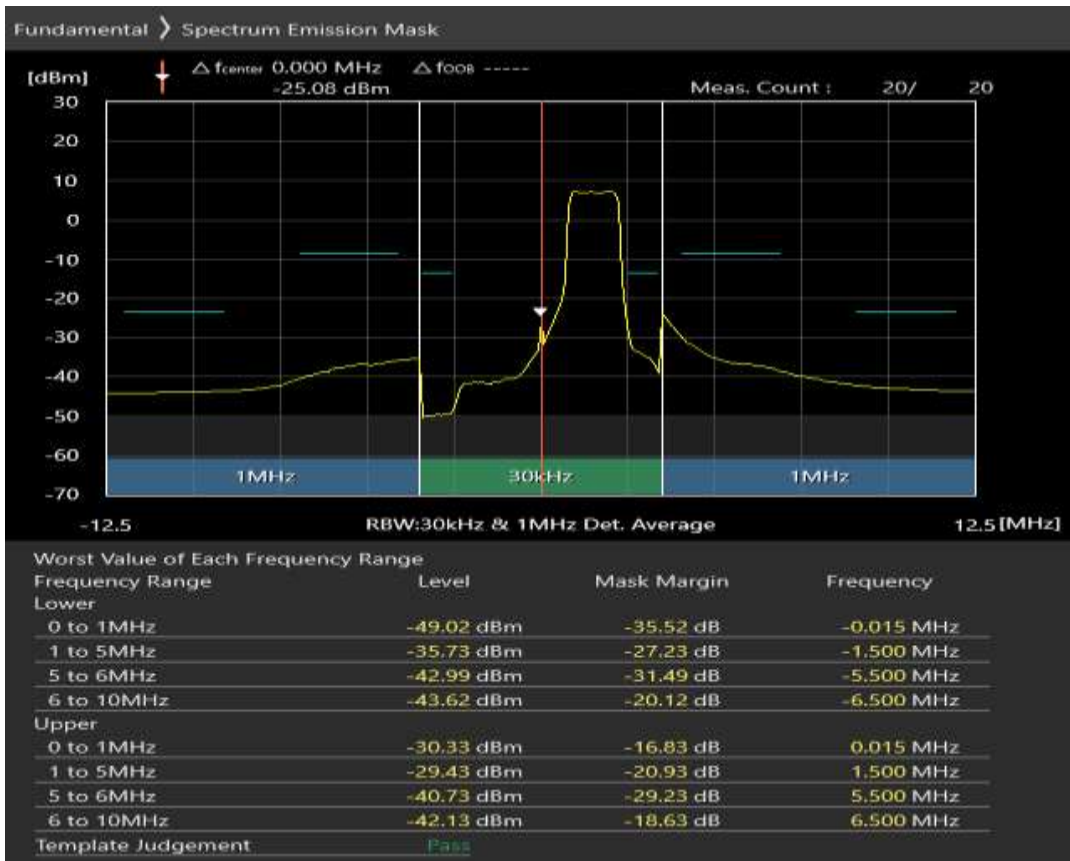 Fundamental ❯ Spectrum Emission Mask
[dBm] △ fcenter 0.000 MHz △ fOOB -----
-25.08 dBm Meas. Count : 20/ 20
30
20
10
0
-10
-20
-30
-40
-50
-60
1MHz 30kHz 1MHz
-70
-12.5 RBW:30kHz & 1MHz Det. Average 12.5 [MHz]
Worst Value of Each Frequency Range
Frequency Range Level Mask Margin Frequency
Lower
0 to 1MHz -49.02 dBm -35.52 dB -0.015 MHz
1 to 5MHz -35.73 dBm -27.23 dB -1.500 MHz
5 to 6MHz -42.99 dBm -31.49 dB -5.500 MHz
6 to 10MHz -43.62 dBm -20.12 dB -6.500 MHz
Upper
0 to 1MHz -30.33 dBm -16.83 dB 0.015 MHz
1 to 5MHz -29.43 dBm -20.93 dB 1.500 MHz
5 to 6MHz -40.73 dBm -29.23 dB 5.500 MHz
6 to 10MHz -42.13 dBm -18.63 dB 6.500 MHz
Template Judgement Pass